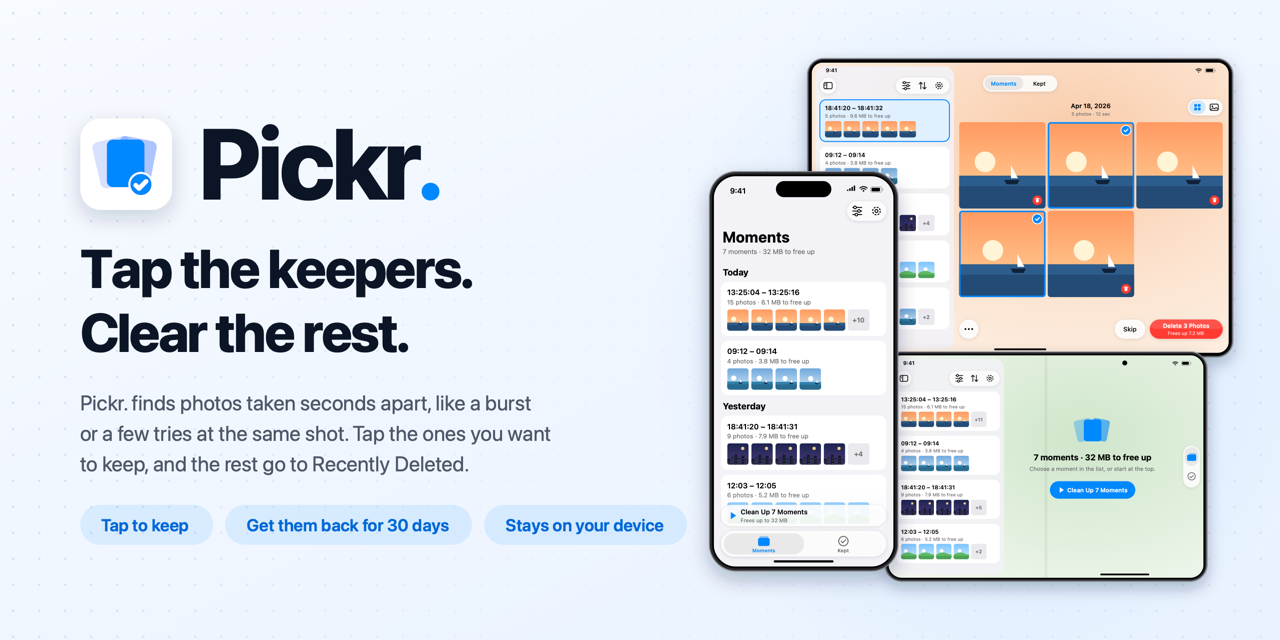 Pickr.
Tap the keepers.
Clear the rest.
Pickr. finds photos taken seconds apart, like a burst
or a few tries at the same shot. Tap the ones you want
to keep, and the rest go to Recently Deleted.
Tap to keep
Get them back for 30 days
Stays on your device
9:41
Moments
7 moments · 32 MB to free up
Today
13:25:04 – 13:25:16
15 photos · 6.1 MB to free up
+10
09:12 – 09:14
4 photos · 3.8 MB to free up
Yesterday
18:41:20 – 18:41:31
9 photos · 7.9 MB to free up
+4
12:03 – 12:05
6 photos · 5.2 MB to free up
Clean Up 7 Moments
Frees up to 32 MB
Moments
Kept
9:41
18:41:20 – 18:41:32
5 photos · 9.6 MB to free up
09:12 – 09:14
4 photos · 3.8 MB to free up
+4
+2
Moments
Kept
Apr 18, 2026
5 photos · 12 sec
Skip
Delete 3 Photos
Frees up 7.2 MB
9:41
13:25:04 – 13:25:16
15 photos · 6.1 MB to free up
+11
09:12 – 09:14
4 photos · 3.8 MB to free up
18:41:20 – 18:41:31
9 photos · 7.9 MB to free up
+5
12:03 – 12:05
6 photos · 5.2 MB to free up
+2
7 moments · 32 MB to free up
Choose a moment in the list, or start at the top.
Clean Up 7 Moments